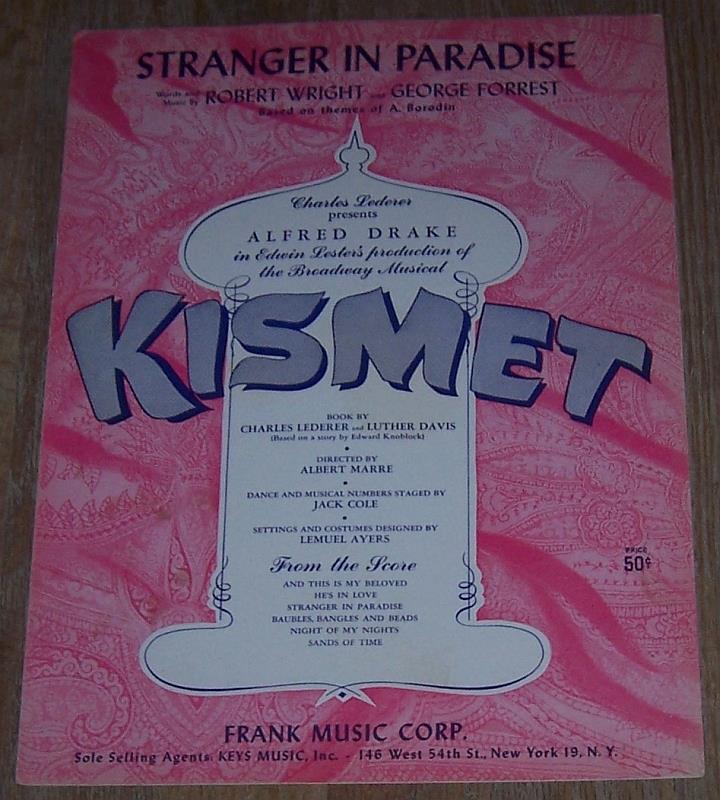 STRANGER IN PARADISE
Words and Music By ROBERT WRIGHT and GEORGE FORREST
Based on themes of A. Borodin
Charles Lederer
presents
ALFRED DRAKE
in Edwin Lester's production of
the Broadway Musical
KISMET
BOOK BY
CHARLES LEDERER and LUTHER DAVIS
(Based on a story by Edward Knoblock)
DIRECTED BY
ALBERT MARRE
DANCE AND MUSICAL NUMBERS STAGED BY
JACK COLE
SETTINGS AND COSTUMES DESIGNED BY
LEMUEL AYERS
PRICE
50¢
From the Score
AND THIS IS MY BELOVED
HE'S IN LOVE
STRANGER IN PARADISE
BAUBLES, BANGLES AND BEADS
NIGHT OF MY NIGHTS
SANDS OF TIME
FRANK MUSIC CORP.
Sole Selling Agents: KEYS MUSIC, Inc. - 146 West 54th St., New York 19, N. Y.